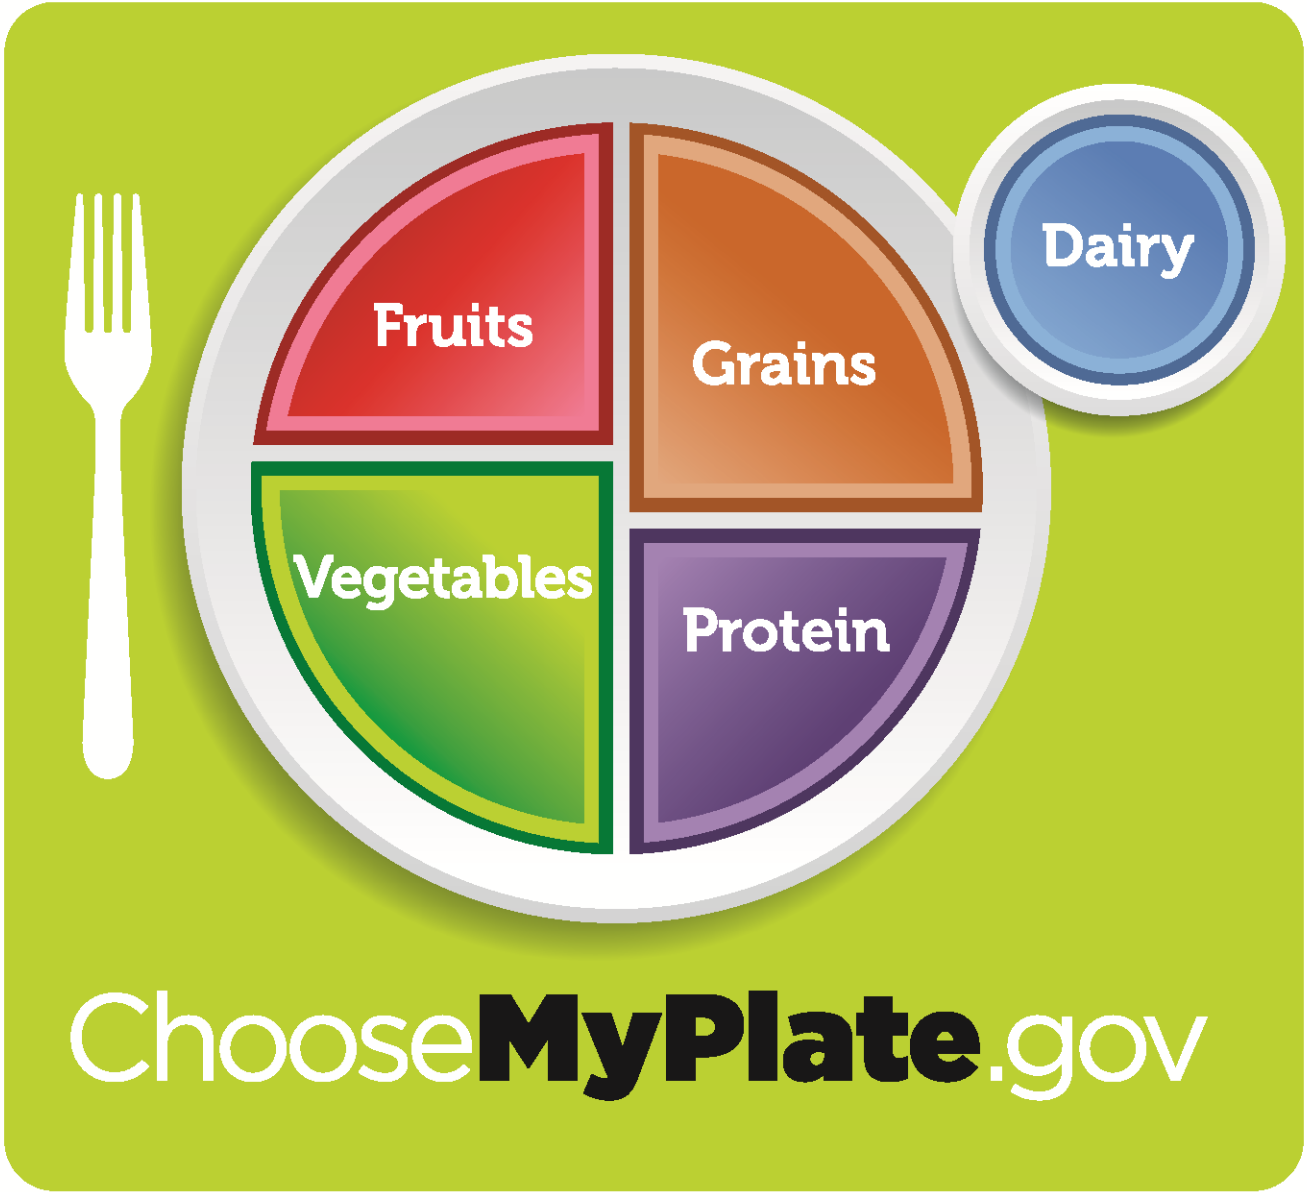 Fruits
Grains
Dairy
Vegetables
Protein
ChooseMyPlate.gov